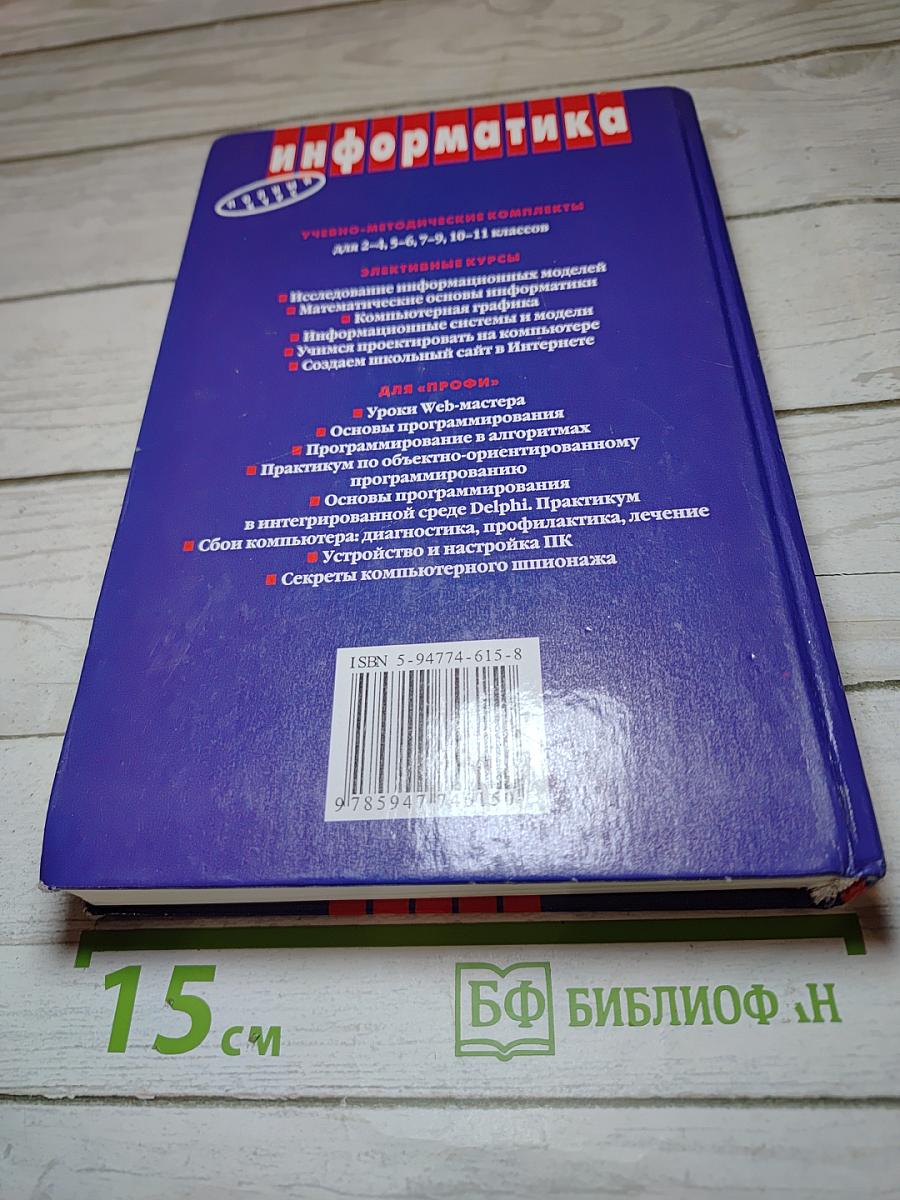 информатика
УЧЕБНО-МЕТОДИЧЕСКИЕ КОМПЛЕКТЫ
для 2–4, 5–6, 7–9, 10–11 классов
ЭЛЕКТИВНЫЕ КУРСЫ
Исследование информационных моделей
Математические основы информатики
Компьютерная графика
Информационные системы и модели
Учимся проектировать на компьютере
Создаем школьный сайт в Интернете
ДЛЯ «ПРОФИ»
Уроки Web-мастера
Основы программирования
Программирование в алгоритмах
Практикум по объектно-ориентированному
программированию
Основы программирования
в интегрированной среде Delphi. Практикум
Сбои компьютера: диагностика, профилактика, лечение
Устройство и настройка ПК
Секреты компьютерного шпионажа
ISBN 5-94774-615-8
15 см
БФ